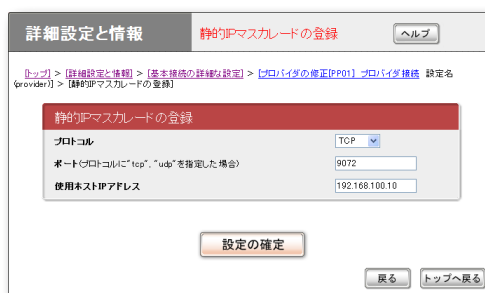 詳細設定と情報
静的IPマスカレードの登録
ヘルプ
[トップ] > [詳細設定と情報] > [基本接続の詳細な設定] > [プロバイダの修正[PP01] プロバイダ接続 設定名
(provider)] > [静的IPマスカレードの登録]
静的IPマスカレードの登録
プロトコル TCP
ポート(プロトコルに"tcp"、"udp"を指定した場合) 9072
使用ホストIPアドレス 192.168.100.10
設定の確定
戻る トップへ戻る